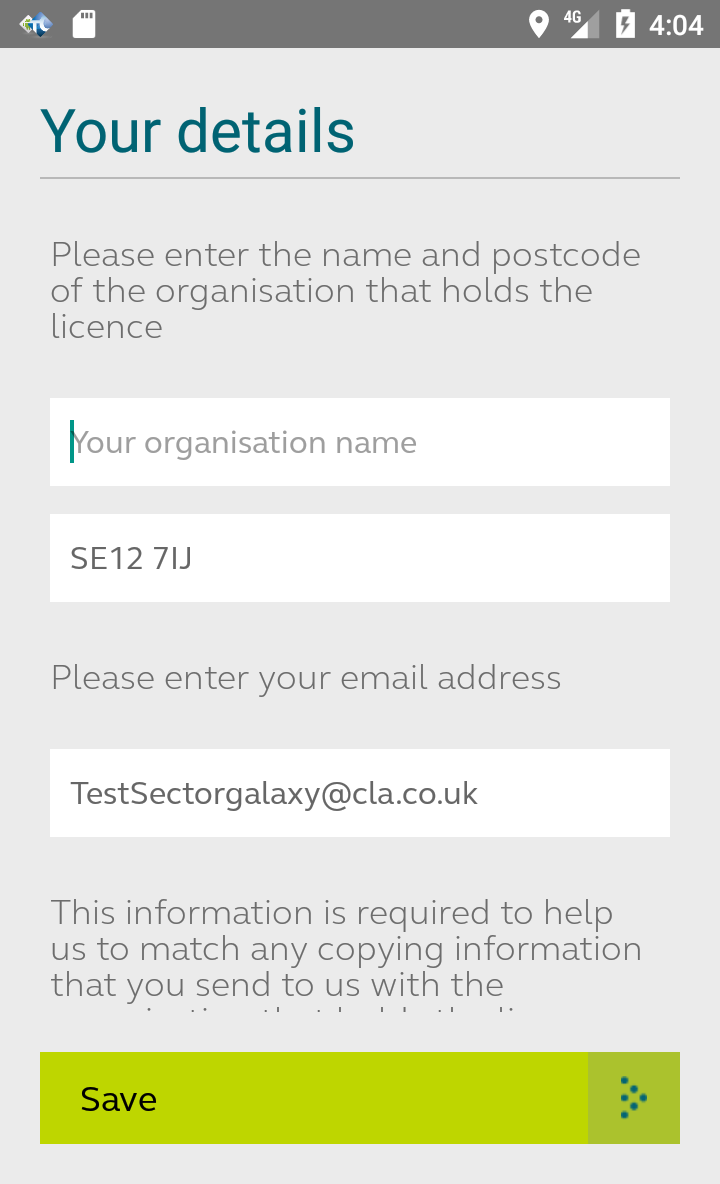 4G 4:04
Your details
Please enter the name and postcode
of the organisation that holds the
licence
Your organisation name
SE12 7IJ
Please enter your email address
TestSectorgalaxy@cla.co.uk
This information is required to help
us to match any copying information
that you send to us with the
Save